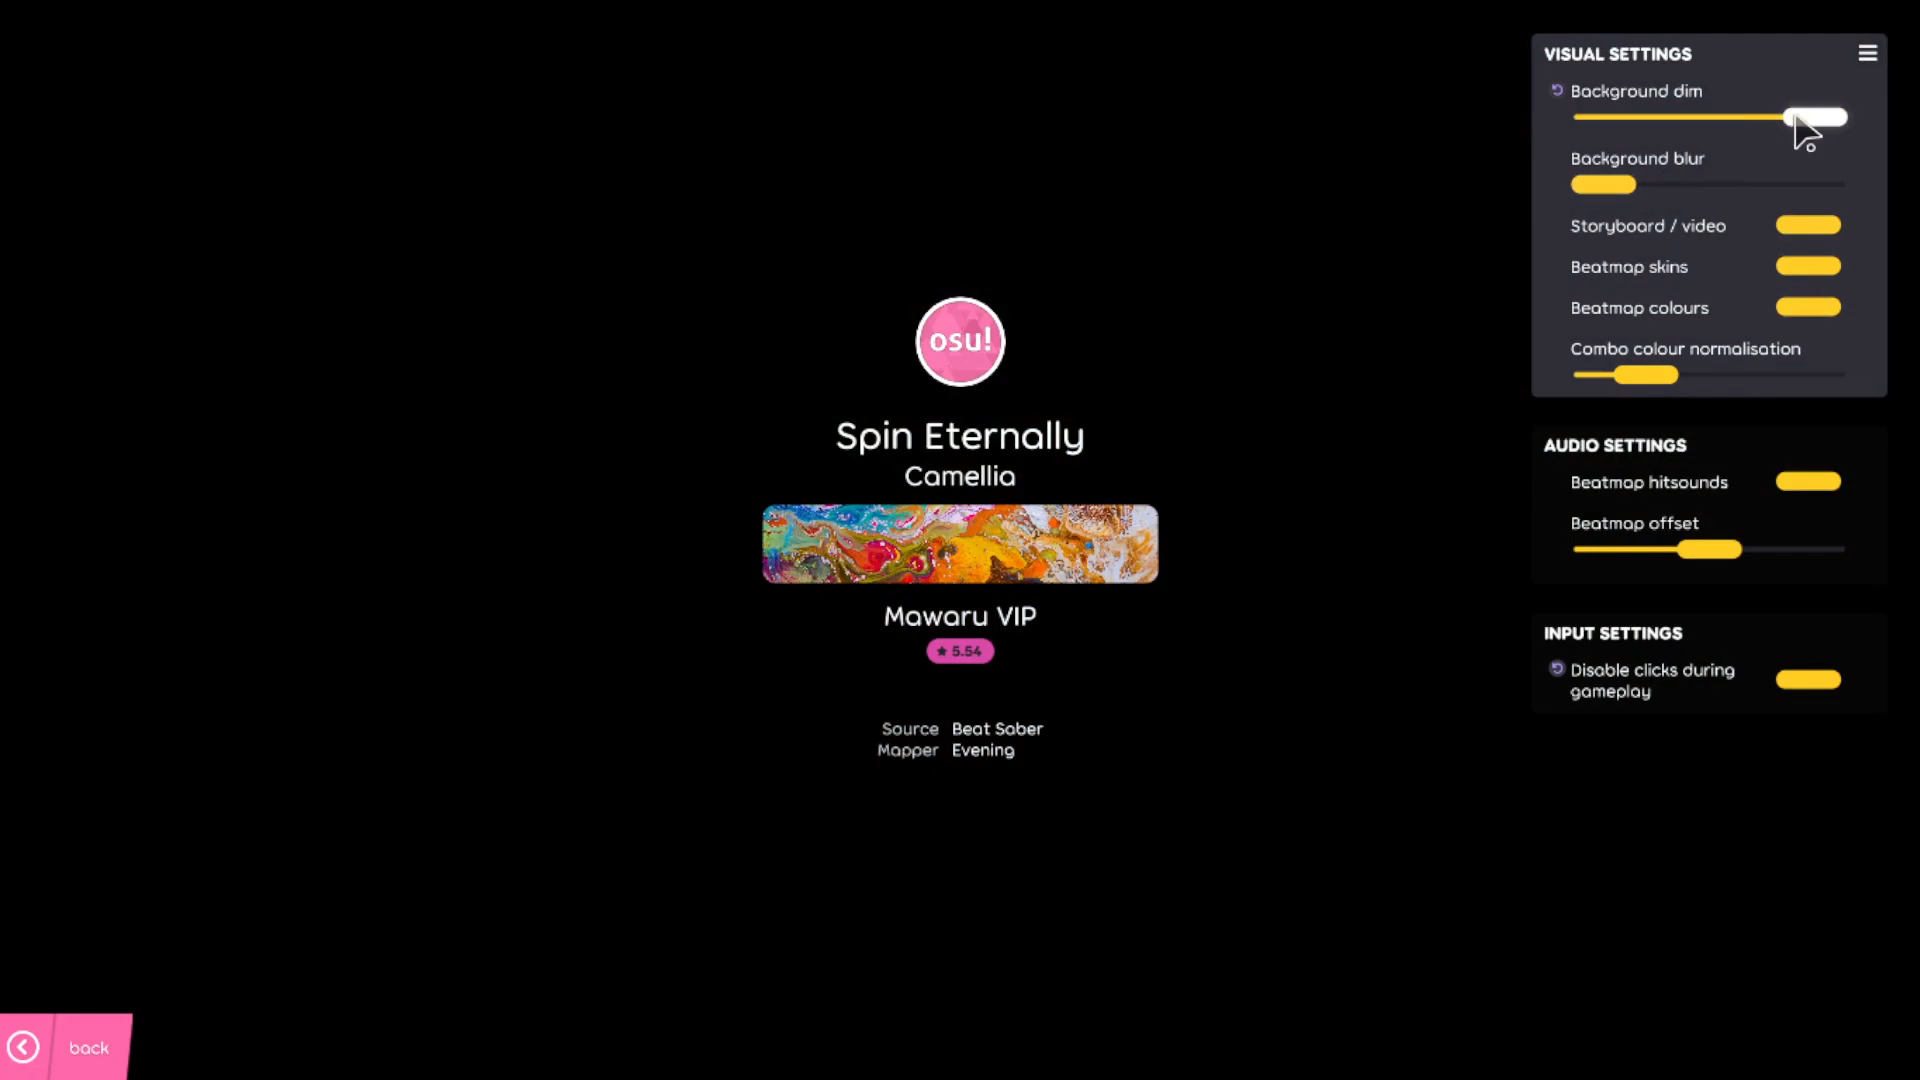 VISUAL SETTINGS
Background dim
Background blur
Storyboard / video
Beatmap skins
Beatmap colours
Combo colour normalisation
AUDIO SETTINGS
Beatmap hitsounds
Beatmap offset
INPUT SETTINGS
Disable clicks during
gameplay
osu!
Spin Eternally
Camellia
Mawaru VIP
★ 5.54
Source Beat Saber
Mapper Evening
back